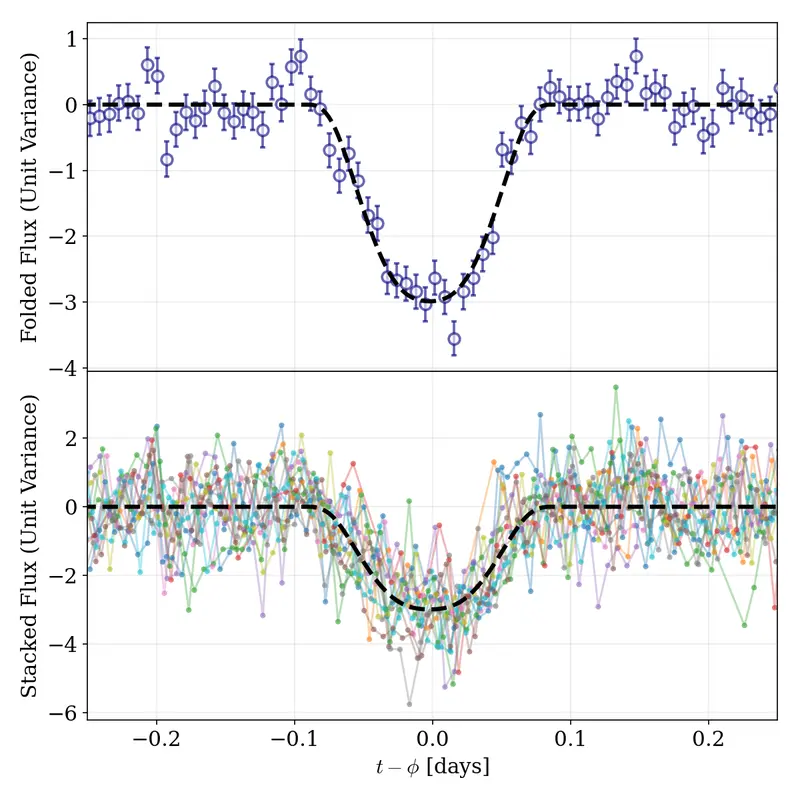 Folded Flux (Unit Variance)
1
0
−1
−2
−3
−4
Stacked Flux (Unit Variance)
2
0
−2
−4
−6
−0.2 −0.1 0.0 0.1 0.2
t − ϕ [days]